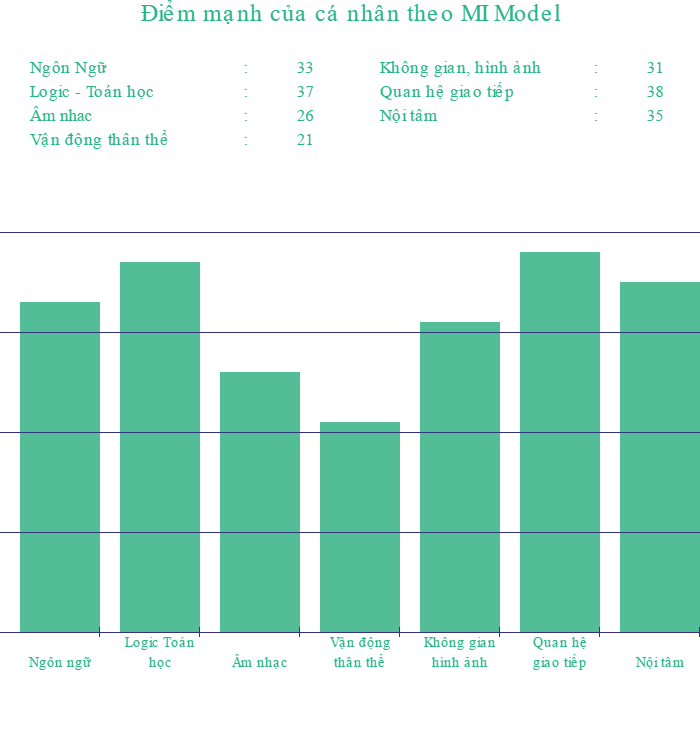 Điểm mạnh của cá nhân theo MI Model
Ngôn Ngữ : 33 Không gian, hình ảnh : 31
Logic - Toán học : 37 Quan hệ giao tiếp : 38
Âm nhac : 26 Nội tâm : 35
Vận động thân thể : 21
Ngôn ngữ
Logic Toán
học
Âm nhạc
Vận động
thân thể
Không gian
hình ảnh
Quan hệ
giao tiếp
Nội tâm